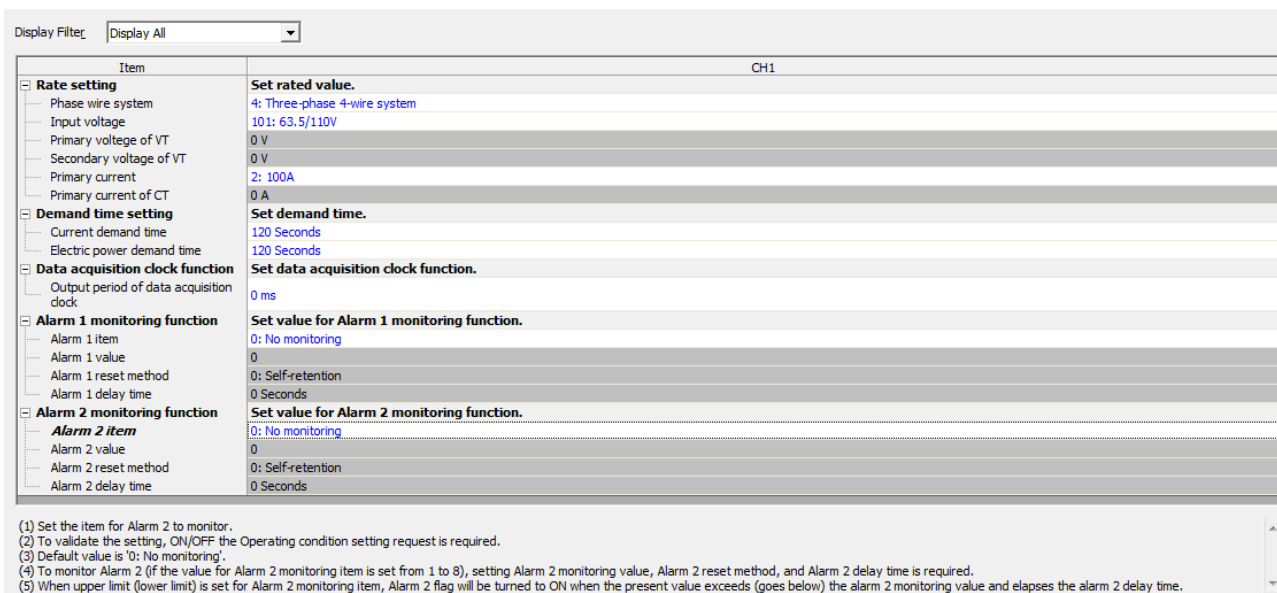 Display Filter Display All
Item CH1
Rate setting Set rated value.
Phase wire system 4: Three-phase 4-wire system
Input voltage 101: 63.5/110V
Primary voltege of VT 0 V
Secondary voltage of VT 0 V
Primary current 2: 100A
Primary current of CT 0 A
Demand time setting Set demand time.
Current demand time 120 Seconds
Electric power demand time 120 Seconds
Data acquisition clock function Set data acquisition clock function.
Output period of data acquisition
clock 0 ms
Alarm 1 monitoring function Set value for Alarm 1 monitoring function.
Alarm 1 item 0: No monitoring
Alarm 1 value 0
Alarm 1 reset method 0: Self-retention
Alarm 1 delay time 0 Seconds
Alarm 2 monitoring function Set value for Alarm 2 monitoring function.
Alarm 2 item 0: No monitoring
Alarm 2 value 0
Alarm 2 reset method 0: Self-retention
Alarm 2 delay time 0 Seconds
(1) Set the item for Alarm 2 to monitor.
(2) To validate the setting, ON/OFF the Operating condition setting request is required.
(3) Default value is '0: No monitoring'.
(4) To monitor Alarm 2 (if the value for Alarm 2 monitoring item is set from 1 to 8), setting Alarm 2 monitoring value, Alarm 2 reset method, and Alarm 2 delay time is required.
(5) When upper limit (lower limit) is set for Alarm 2 monitoring item, Alarm 2 flag will be turned to ON when the present value exceeds (goes below) the alarm 2 monitoring value and elapses the alarm 2 delay time.